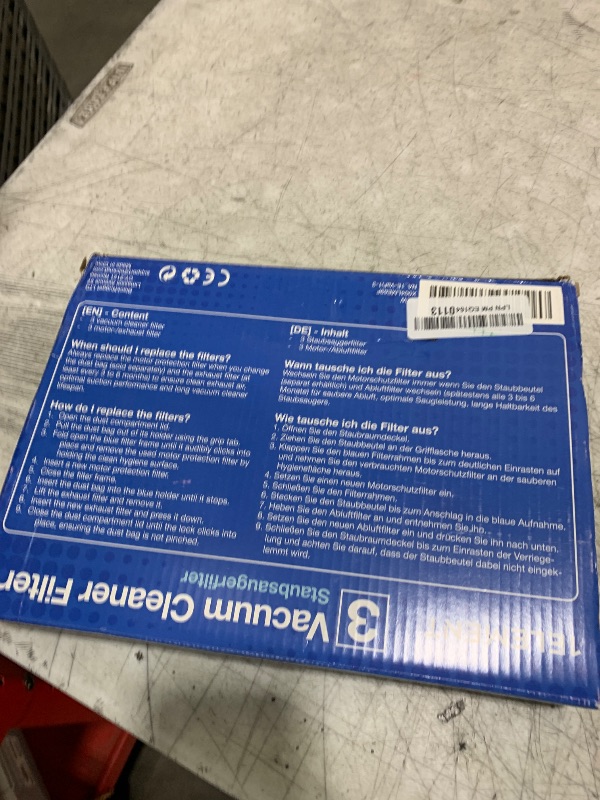 [EN] - Content
- 3 vacuum cleaner filter
- 3 motor-/exhaust filter
When should I replace the filters?
Always replace the motor protection filter when you change
the dust bag (sold separately) and the exhaust filter (at
least every 3 to 6 months) to ensure clean exhaust air,
optimal suction performance and long vacuum cleaner
lifespan.
How do I replace the filters?
1. Open the dust compartment lid.
2. Pull the dust bag out of its holder using the grip tab.
3. Fold open the blue filter frame until it audibly clicks into
place and remove the used motor protection filter by
holding the clean hygiene surface.
4. Insert a new motor protection filter.
5. Close the filter frame.
6. Insert the dust bag into the blue holder until it stops.
7. Lift the exhaust filter and remove it.
8. Insert the new exhaust filter and press it down.
9. Close the dust compartment lid until the lock clicks into
place, ensuring the dust bag is not pinched.
[DE] - Inhalt
- 3 Staubsaugerfilter
- 3 Motor-/Abluftfilter
Wann tausche ich die Filter aus?
Wechseln Sie den Motorschutzfilter immer wenn Sie den Staubbeutel
(separat erhältlich) und Abluftfilter wechseln (spätestens alle 3 bis 6
Monate) für saubere Abluft, optimale Saugleistung, lange Haltbarkeit des
Staubsaugers.
Wie tausche ich die Filter aus?
1. Öffnen Sie den Staubraumdeckel.
2. Ziehen Sie den Staubbeutel an der Grifflasche heraus.
3. Klappen Sie den blauen Filterrahmen bis zum deutlichen Einrasten auf
und nehmen Sie den verbrauchten Motorschutzfilter an der sauberen
Hygienefläche heraus.
4. Setzen Sie einen neuen Motorschutzfilter ein.
5. Schließen Sie den Filterrahmen.
6. Stecken Sie den Staubbeutel bis zum Anschlag in die blaue Aufnahme.
7. Heben Sie den Abluftfilter an und entnehmen Sie ihn.
8. Setzen Sie den neuen Abluftfilter ein und drücken Sie ihn nach unten.
9. Schließen Sie den Staubraumdeckel bis zum Einrasten der Verriege-
lung und achten Sie darauf, dass der Staubbeutel dabei nicht eingek-
lemmt wird.
3
Vacuum Cleaner Filter
Staubsaugerfilter